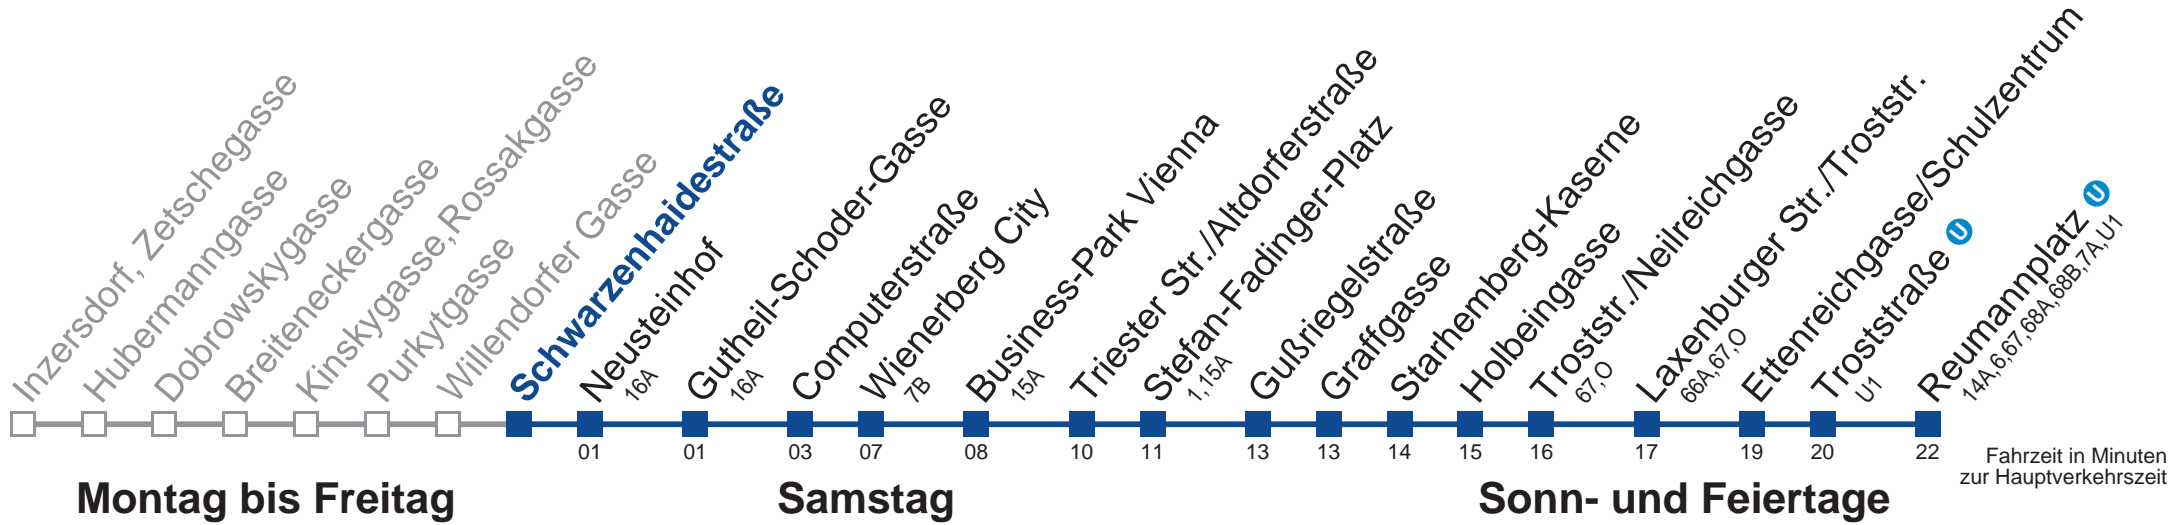 Inzersdorf, Zetschegasse
Hubermanngasse
Dobrowskygasse
Breiteneckergasse
Kinskygasse,Rossakgasse
Purkytgasse
Willendorfer Gasse
Schwarzenhaidestraße
Neusteinhof
16A
Gutheil-Schoder-Gasse
16A
Computerstraße
Wienerberg City
7B
Business-Park Vienna
15A
Triester Str./Altdorferstraße
Stefan-Fadinger-Platz
1,15A
Gußriegelstraße
Graffgasse
Starhemberg-Kaserne
Holbeingasse
Troststr./Neilreichgasse
67,O
Laxenburger Str./Troststr.
66A,67,O
Ettenreichgasse/Schulzentrum
Troststraße U
U1
Reumannplatz U
14A,6,67,68A,68B,7A,U1
01 01 03 07 08 10 11 13 13 14 15 16 17 19 20 22
Fahrzeit in Minuten
zur Hauptverkehrszeit
Montag bis Freitag Samstag Sonn- und Feiertage